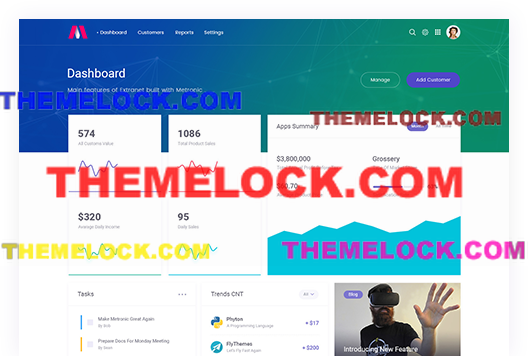 Dashboard Customers Reports Settings
Dashboard
Main features of Extranet built with Metronic
Manage
Add Customer
THEMELOCK.COM
THEMELOCK.COM
574
All Customs Value
1086
Total Product Sales
Apps Summary
$3,800,000
Grossery
THEMELOCK.COM
$320
Average Daily Income
95
Daily Sales
THEMELOCK.COM
THEMELOCK.COM
Tasks
Trends CNT
All
Blog
Make Metronic Great Again
By Bob
Phyton
A Programming Language
+ $17
Prepare Docs For Monday Meeting
FlyThemes
Let's Fly Fast Again
+ $200
Introducing New Feature